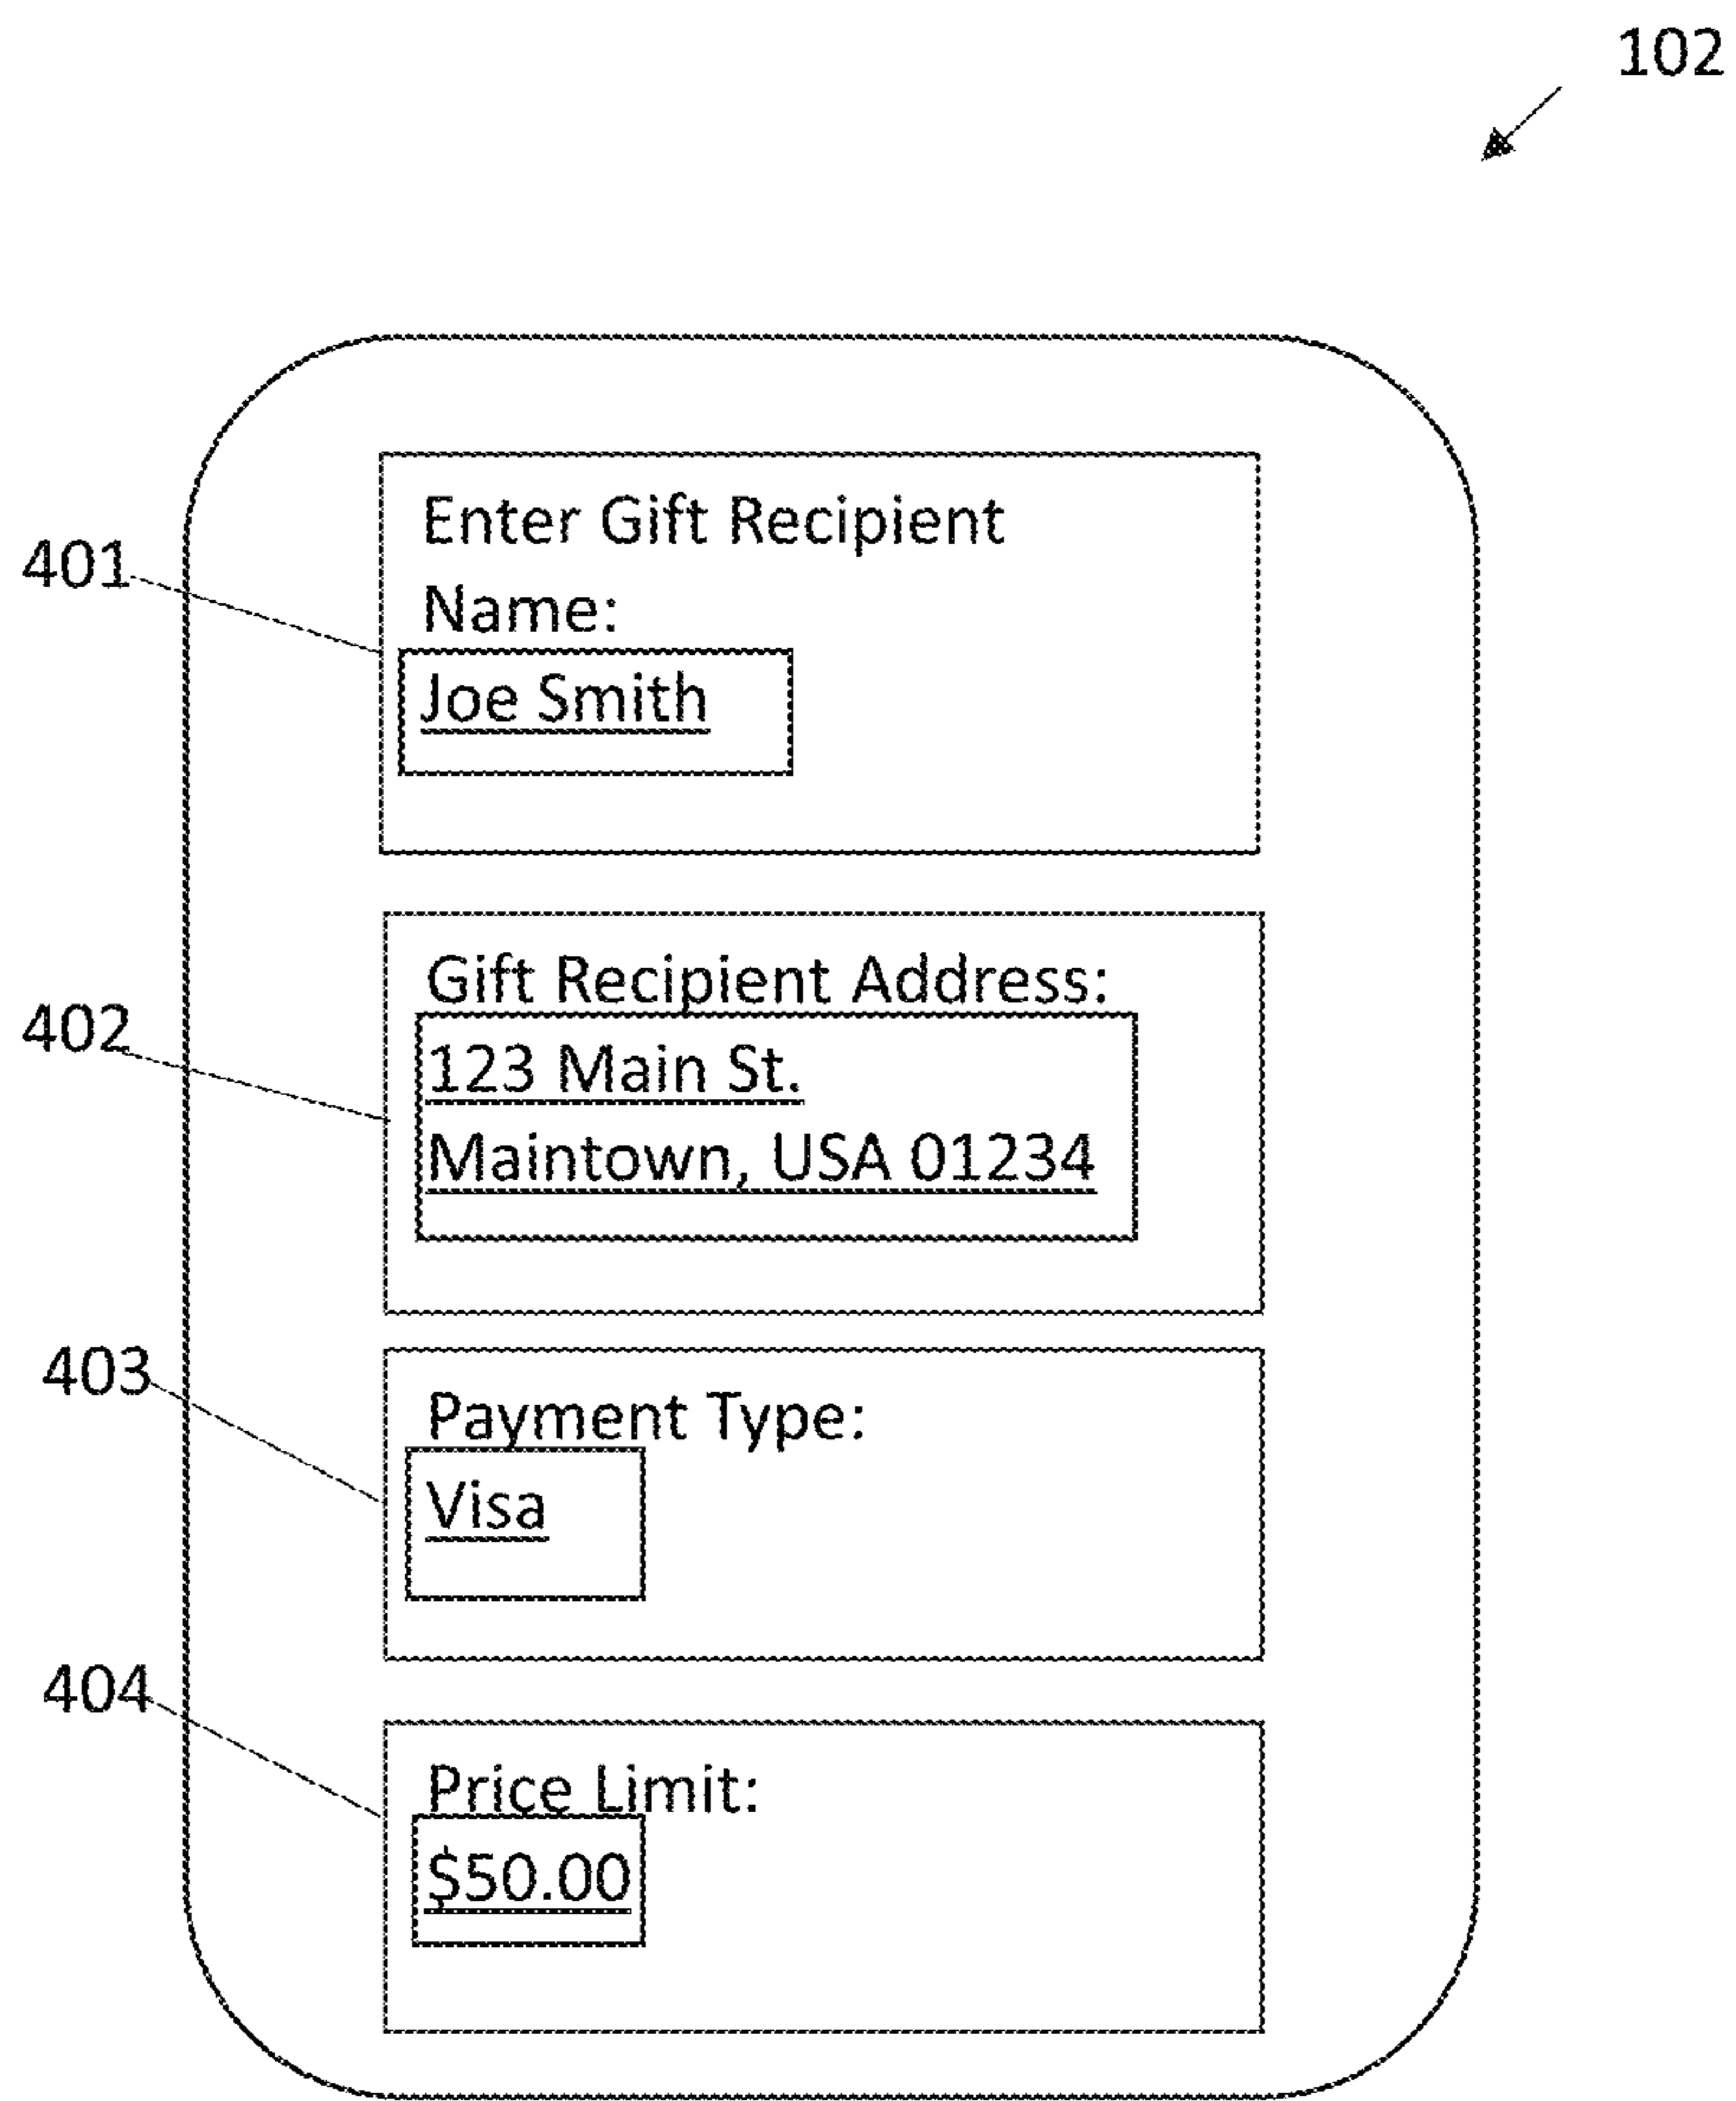 102
401
Enter Gift Recipient
Name:
Joe Smith
402
Gift Recipient Address:
123 Main St.
Maintown, USA 01234
403
Payment Type:
Visa
404
Price Limit:
$50.00